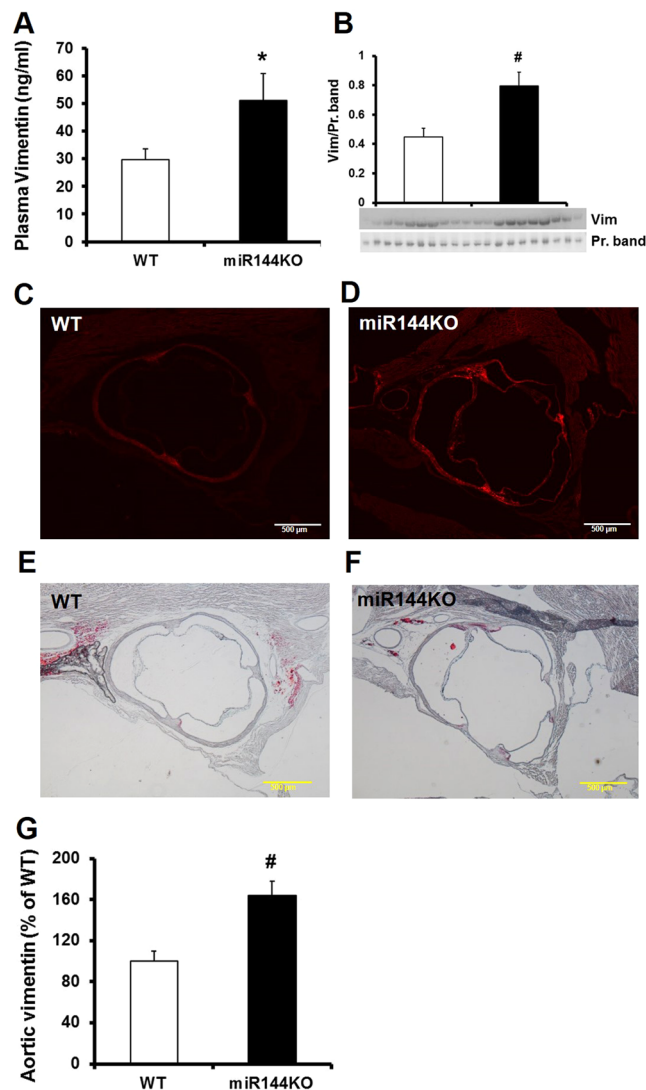 A
Plasma Vimentin (ng/ml)
70
60
50
40
30
20
10
0
*
WT
miR144KO
B
Vim/Pr. band
1
0.8
0.6
0.4
0.2
0
#
Vim
Pr. band
C
WT
500 µm
D
miR144KO
500 µm
E
WT
500 µm
F
miR144KO
500 µm
G
Aortic vimentin (% of WT)
200
160
120
80
40
0
#
WT
miR144KO